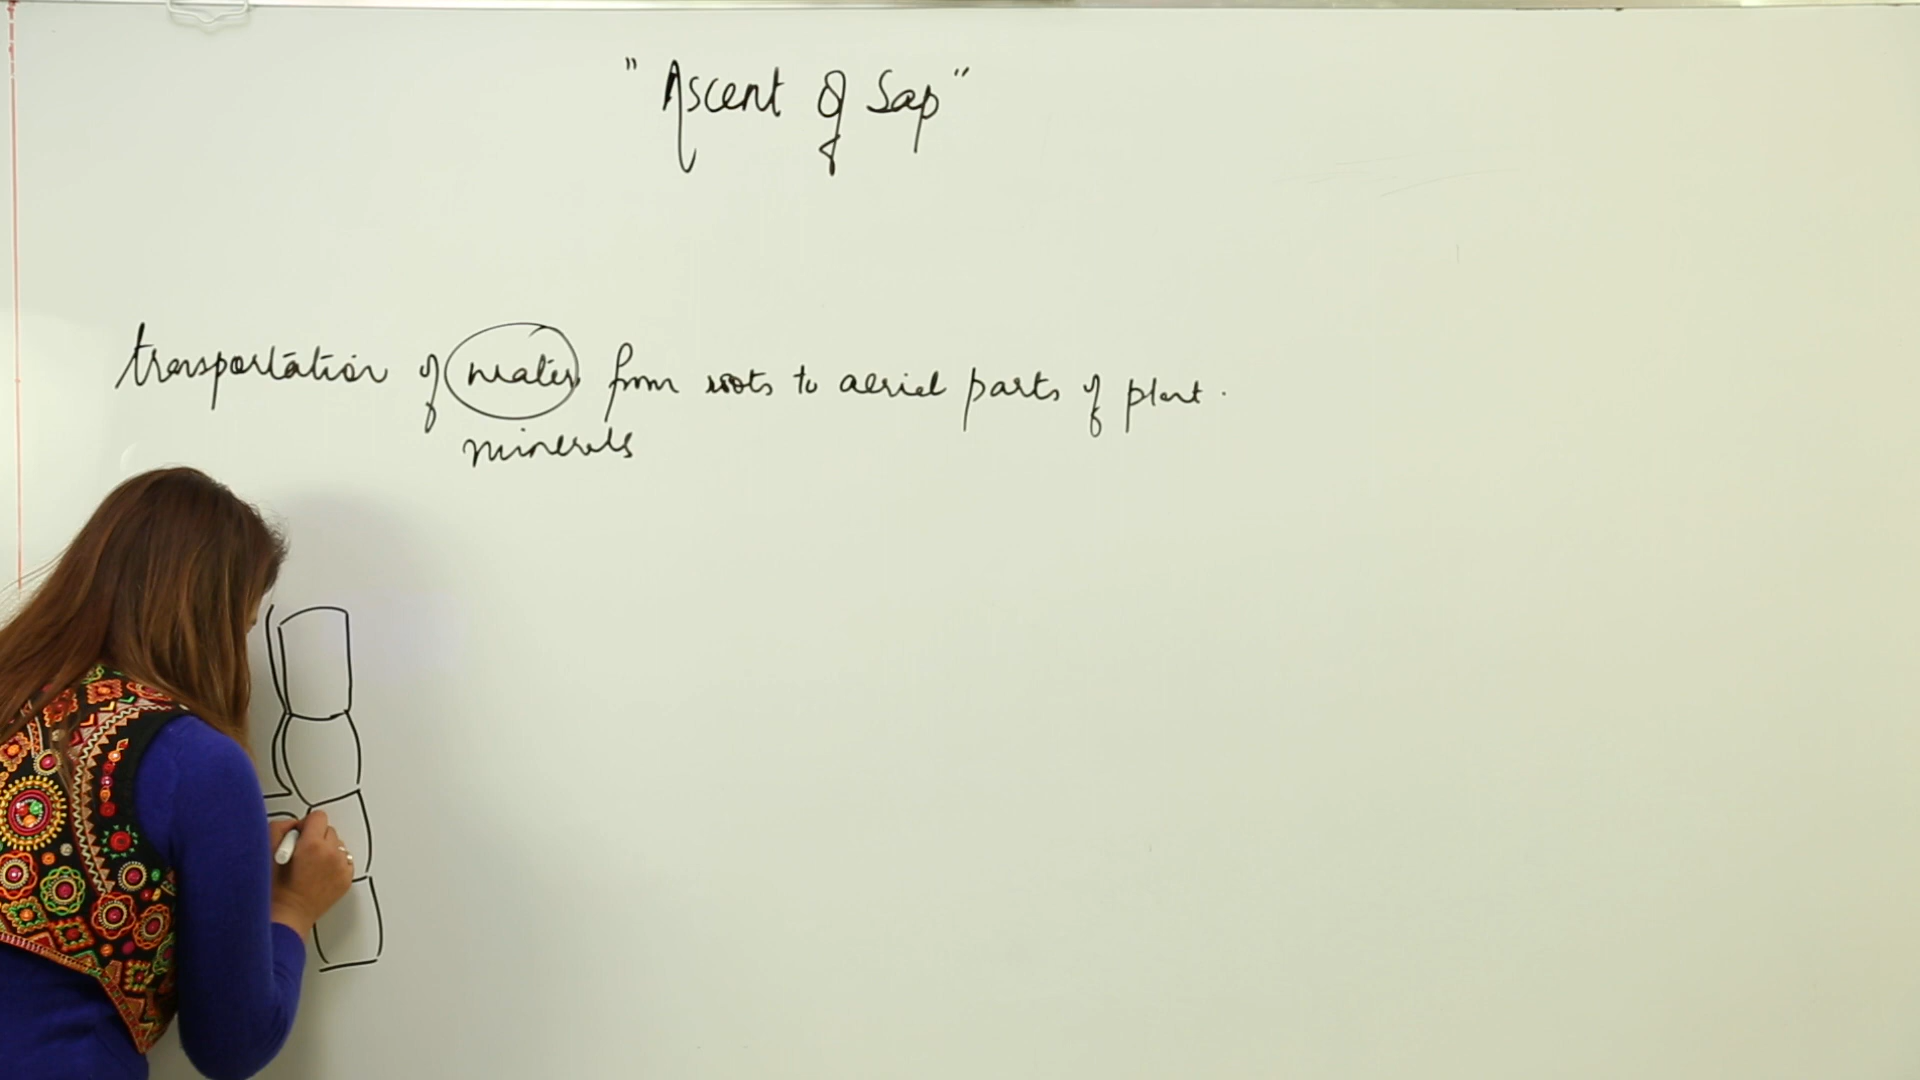 "Ascent of Sap"
transportation of water from roots to aerial parts of plant.
minerals